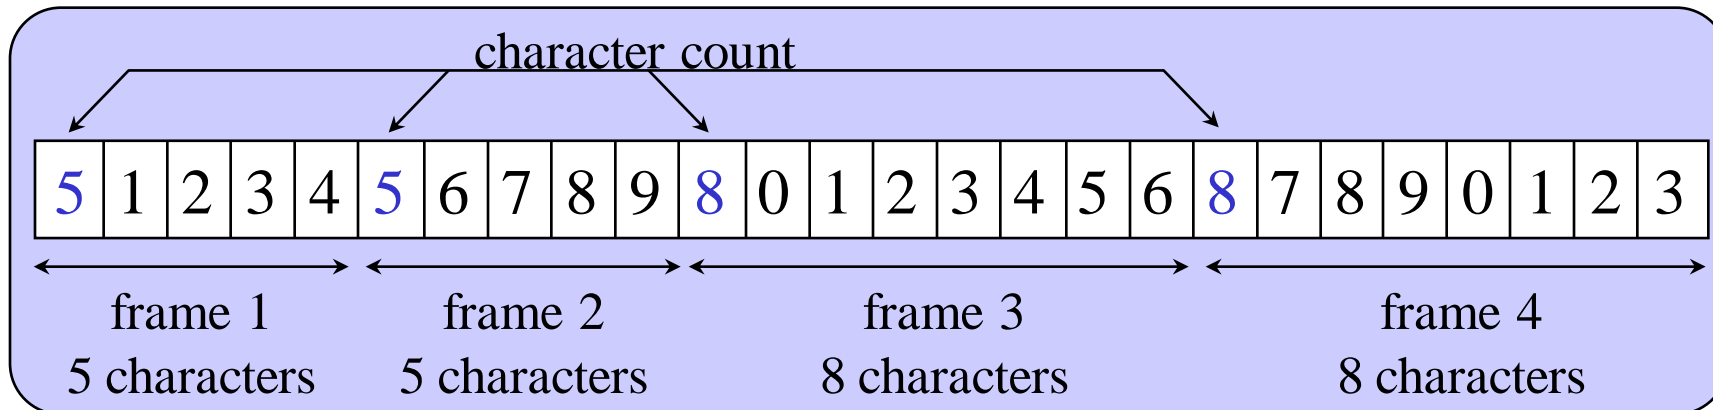 character count
5 1 2 3 4 5 6 7 8 9 8 0 1 2 3 4 5 6 8 7 8 9 0 1 2 3
frame 1 frame 2 frame 3 frame 4
5 characters 5 characters 8 characters 8 characters